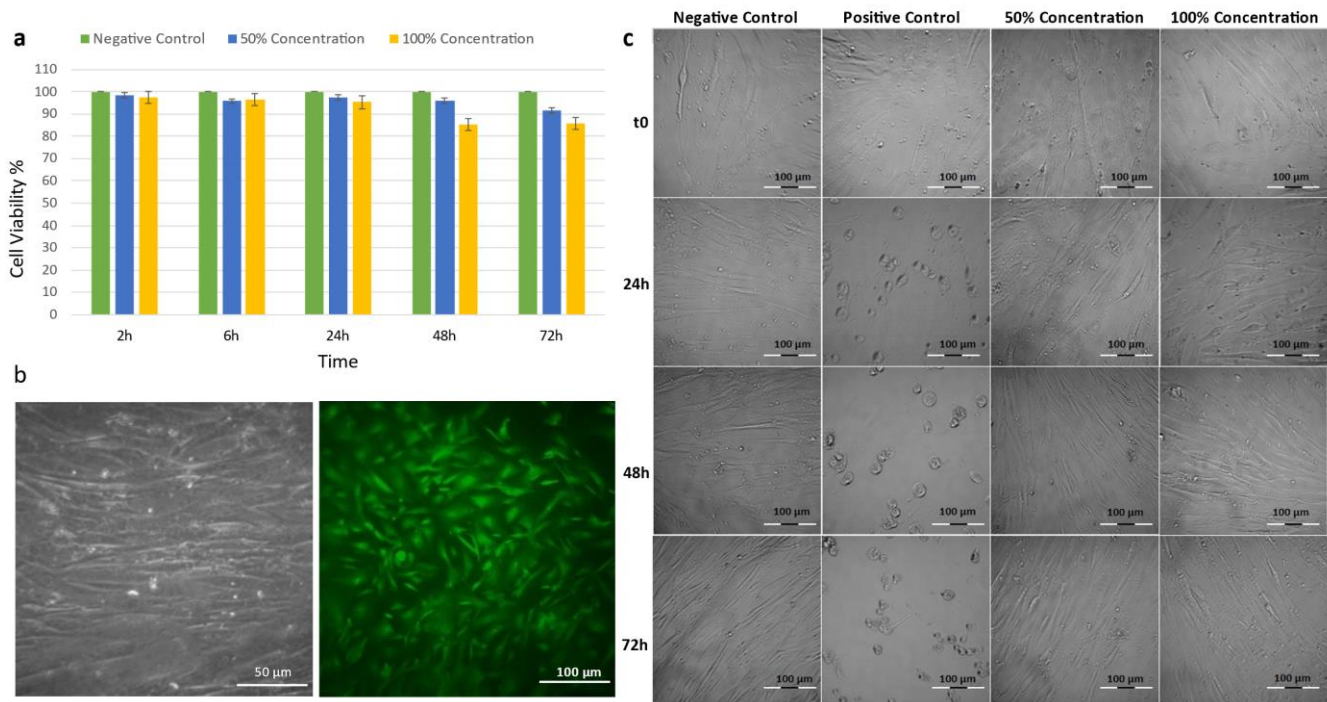 a
Negative Control 50% Concentration 100% Concentration
110
100
90
80
70
60
50
40
30
20
10
0
Cell Viability %
2h 6h 24h 48h 72h
Time
b
50 µm
100 µm
c
Negative Control Positive Control 50% Concentration 100% Concentration
t0
100 µm 100 µm 100 µm 100 µm
24h
100 µm 100 µm 100 µm 100 µm
48h
100 µm 100 µm 100 µm 100 µm
72h
100 µm 100 µm 100 µm 100 µm